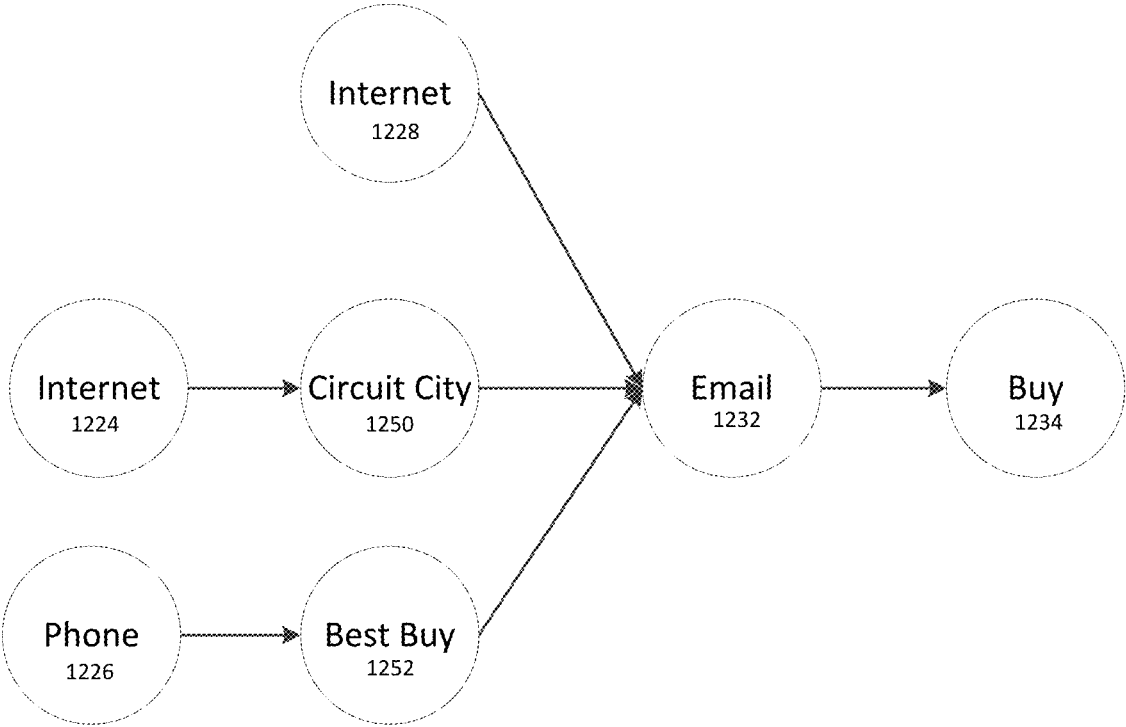 Internet
1228
Internet
1224
Circuit City
1250
Email
1232
Buy
1234
Phone
1226
Best Buy
1252